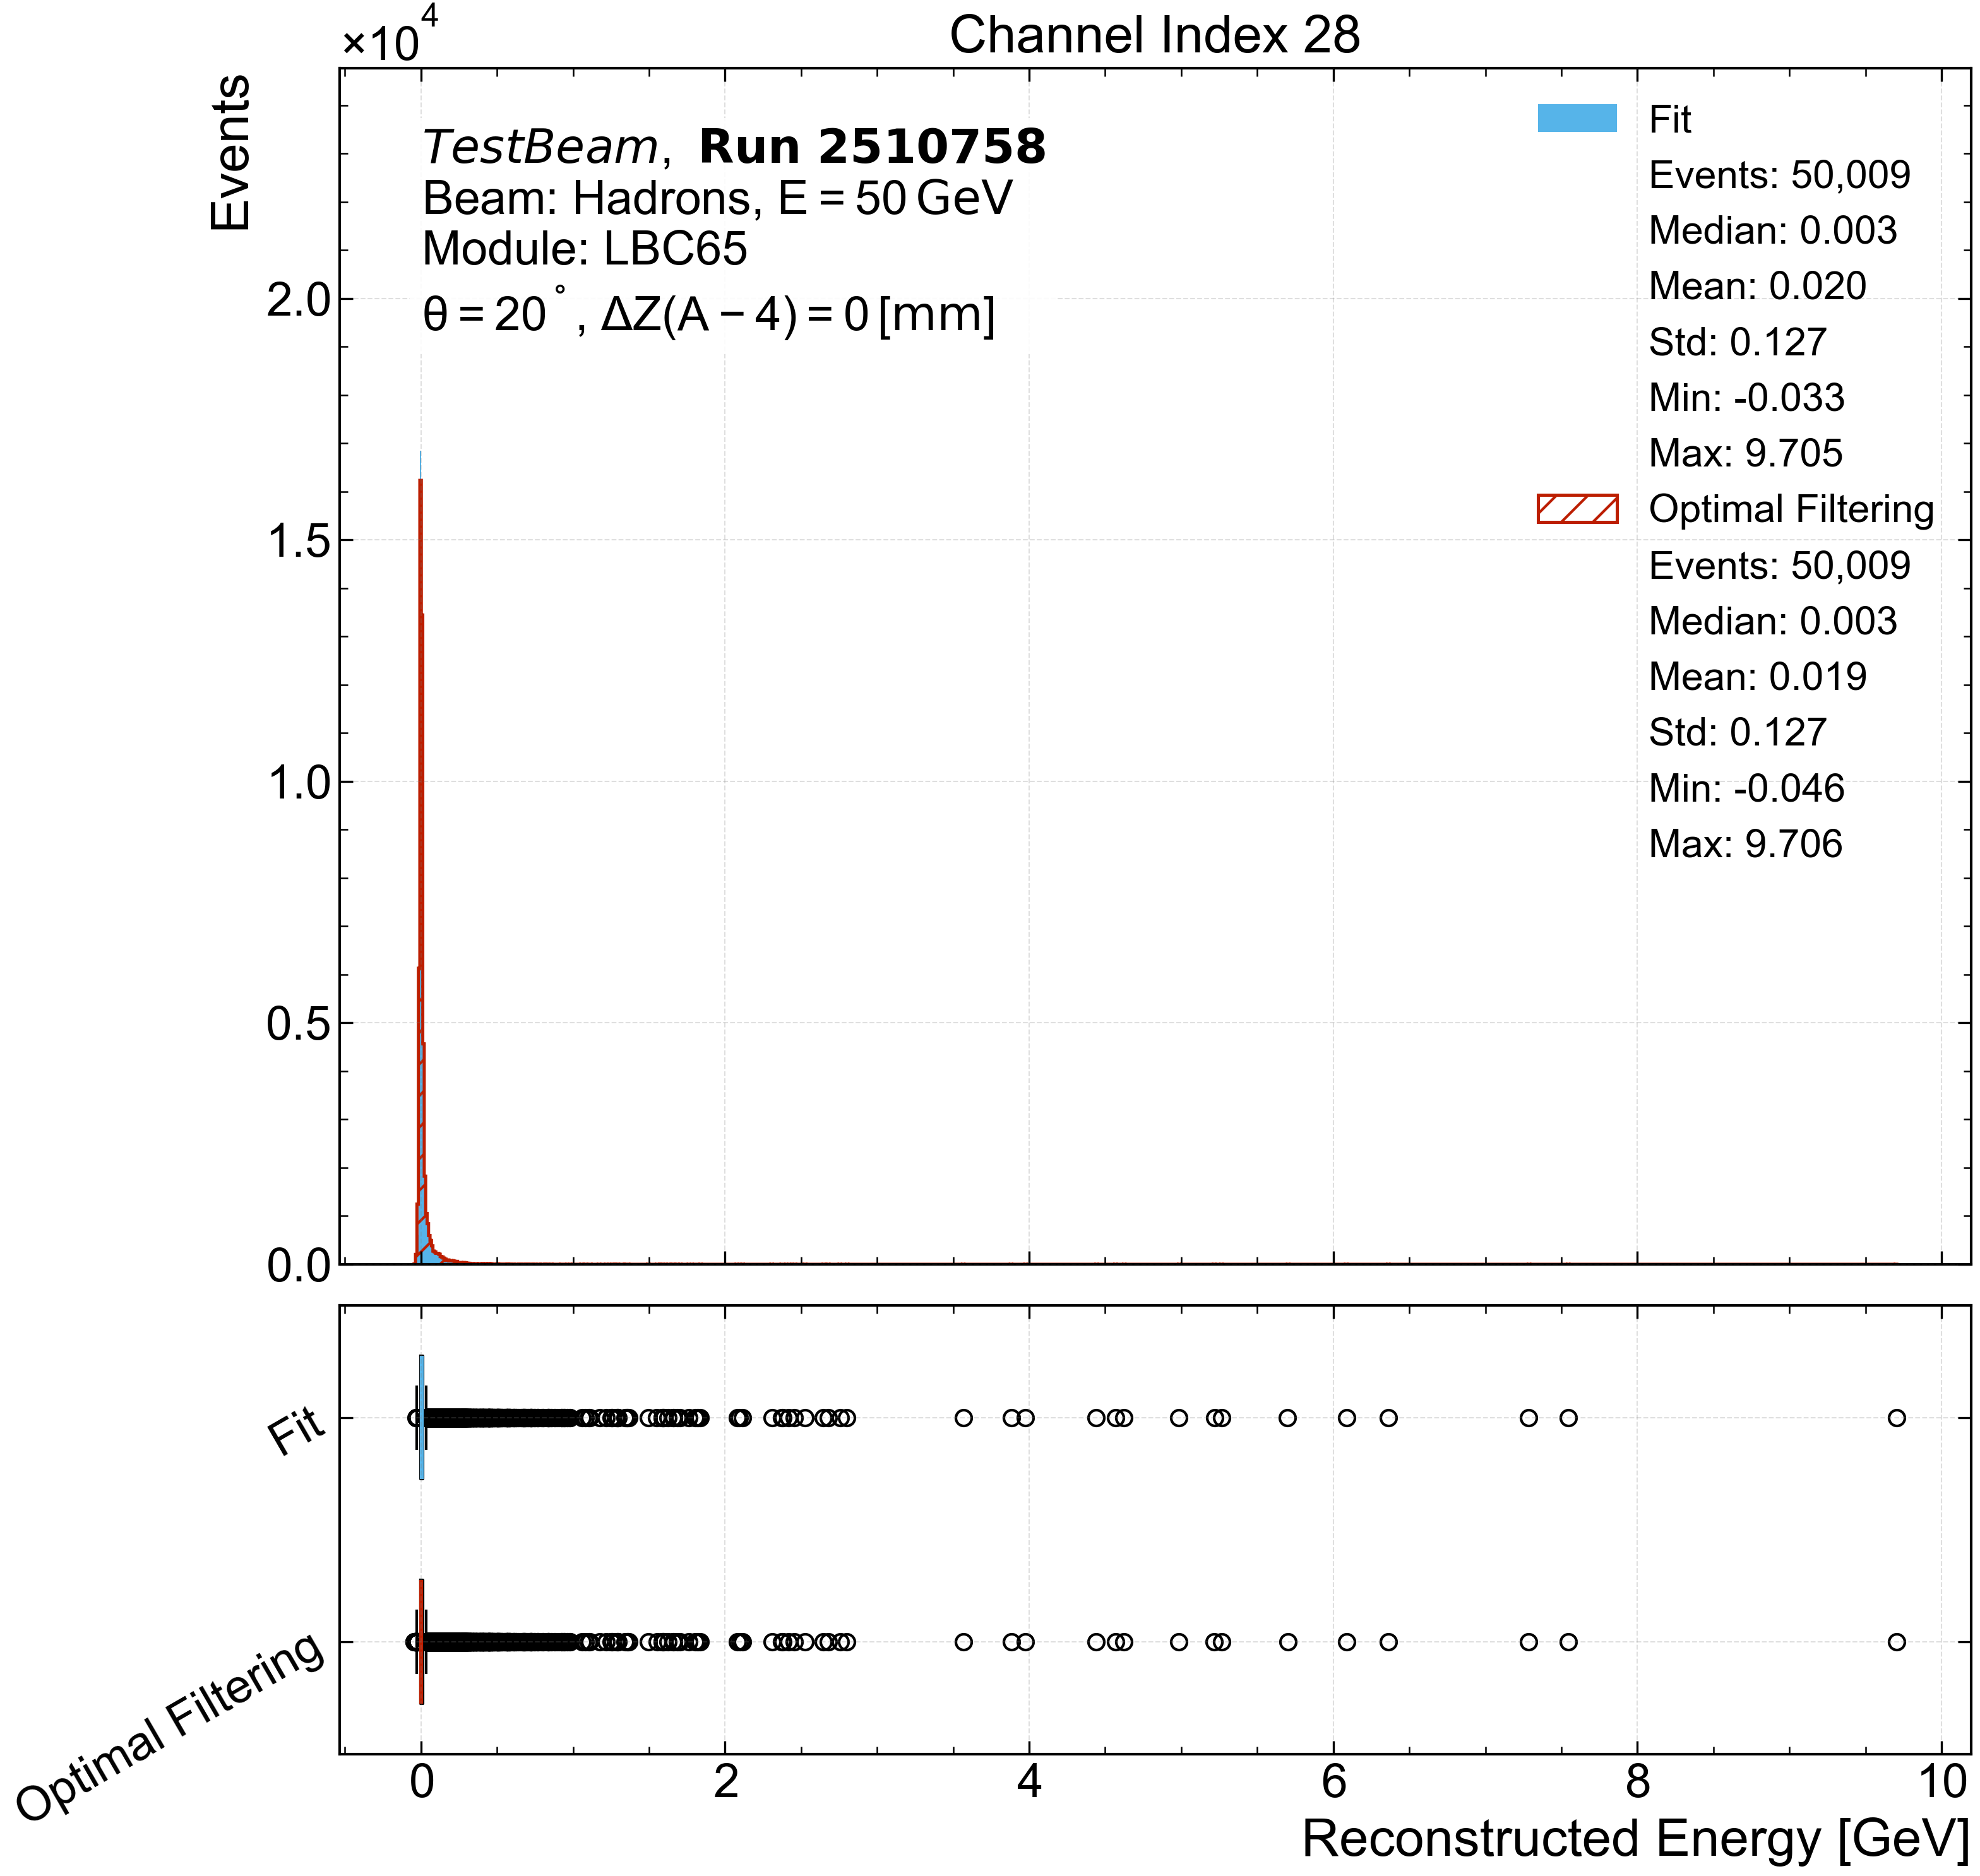 ×10⁴
Channel Index 28
Events
TestBeam, Run 2510758
Beam: Hadrons, E = 50 GeV
Module: LBC65
θ = 20°, ΔZ(A − 4) = 0 [mm]
Fit
Events: 50,009
Median: 0.003
Mean: 0.020
Std: 0.127
Min: -0.033
Max: 9.705
Optimal Filtering
Events: 50,009
Median: 0.003
Mean: 0.019
Std: 0.127
Min: -0.046
Max: 9.706
2.0
1.5
1.0
0.5
0.0
Fit
Optimal Filtering
0 2 4 6 8 10
Reconstructed Energy [GeV]